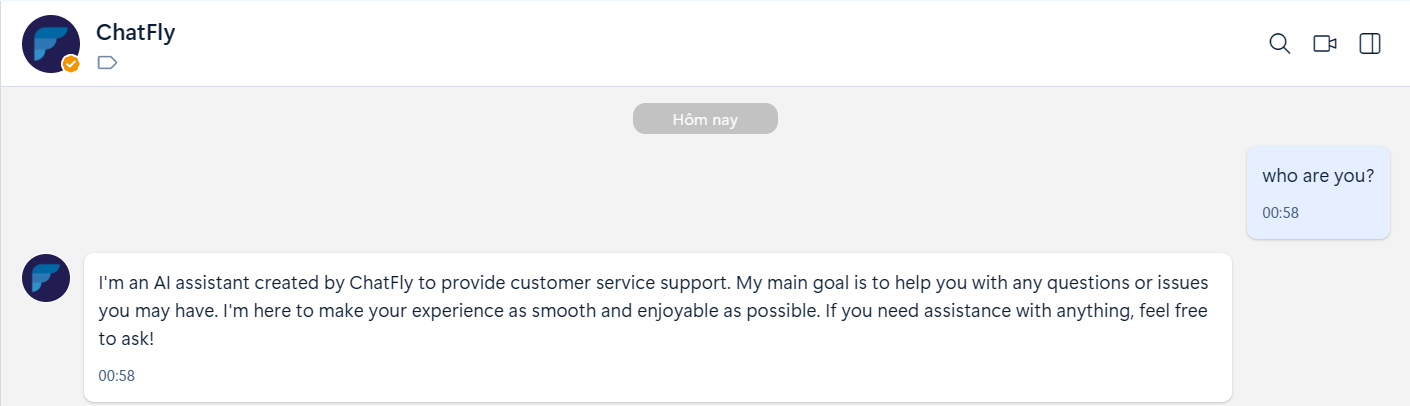 ChatFly
Hôm nay
who are you?
00:58
I'm an AI assistant created by ChatFly to provide customer service support. My main goal is to help you with any questions or issues
you may have. I'm here to make your experience as smooth and enjoyable as possible. If you need assistance with anything, feel free
to ask!
00:58